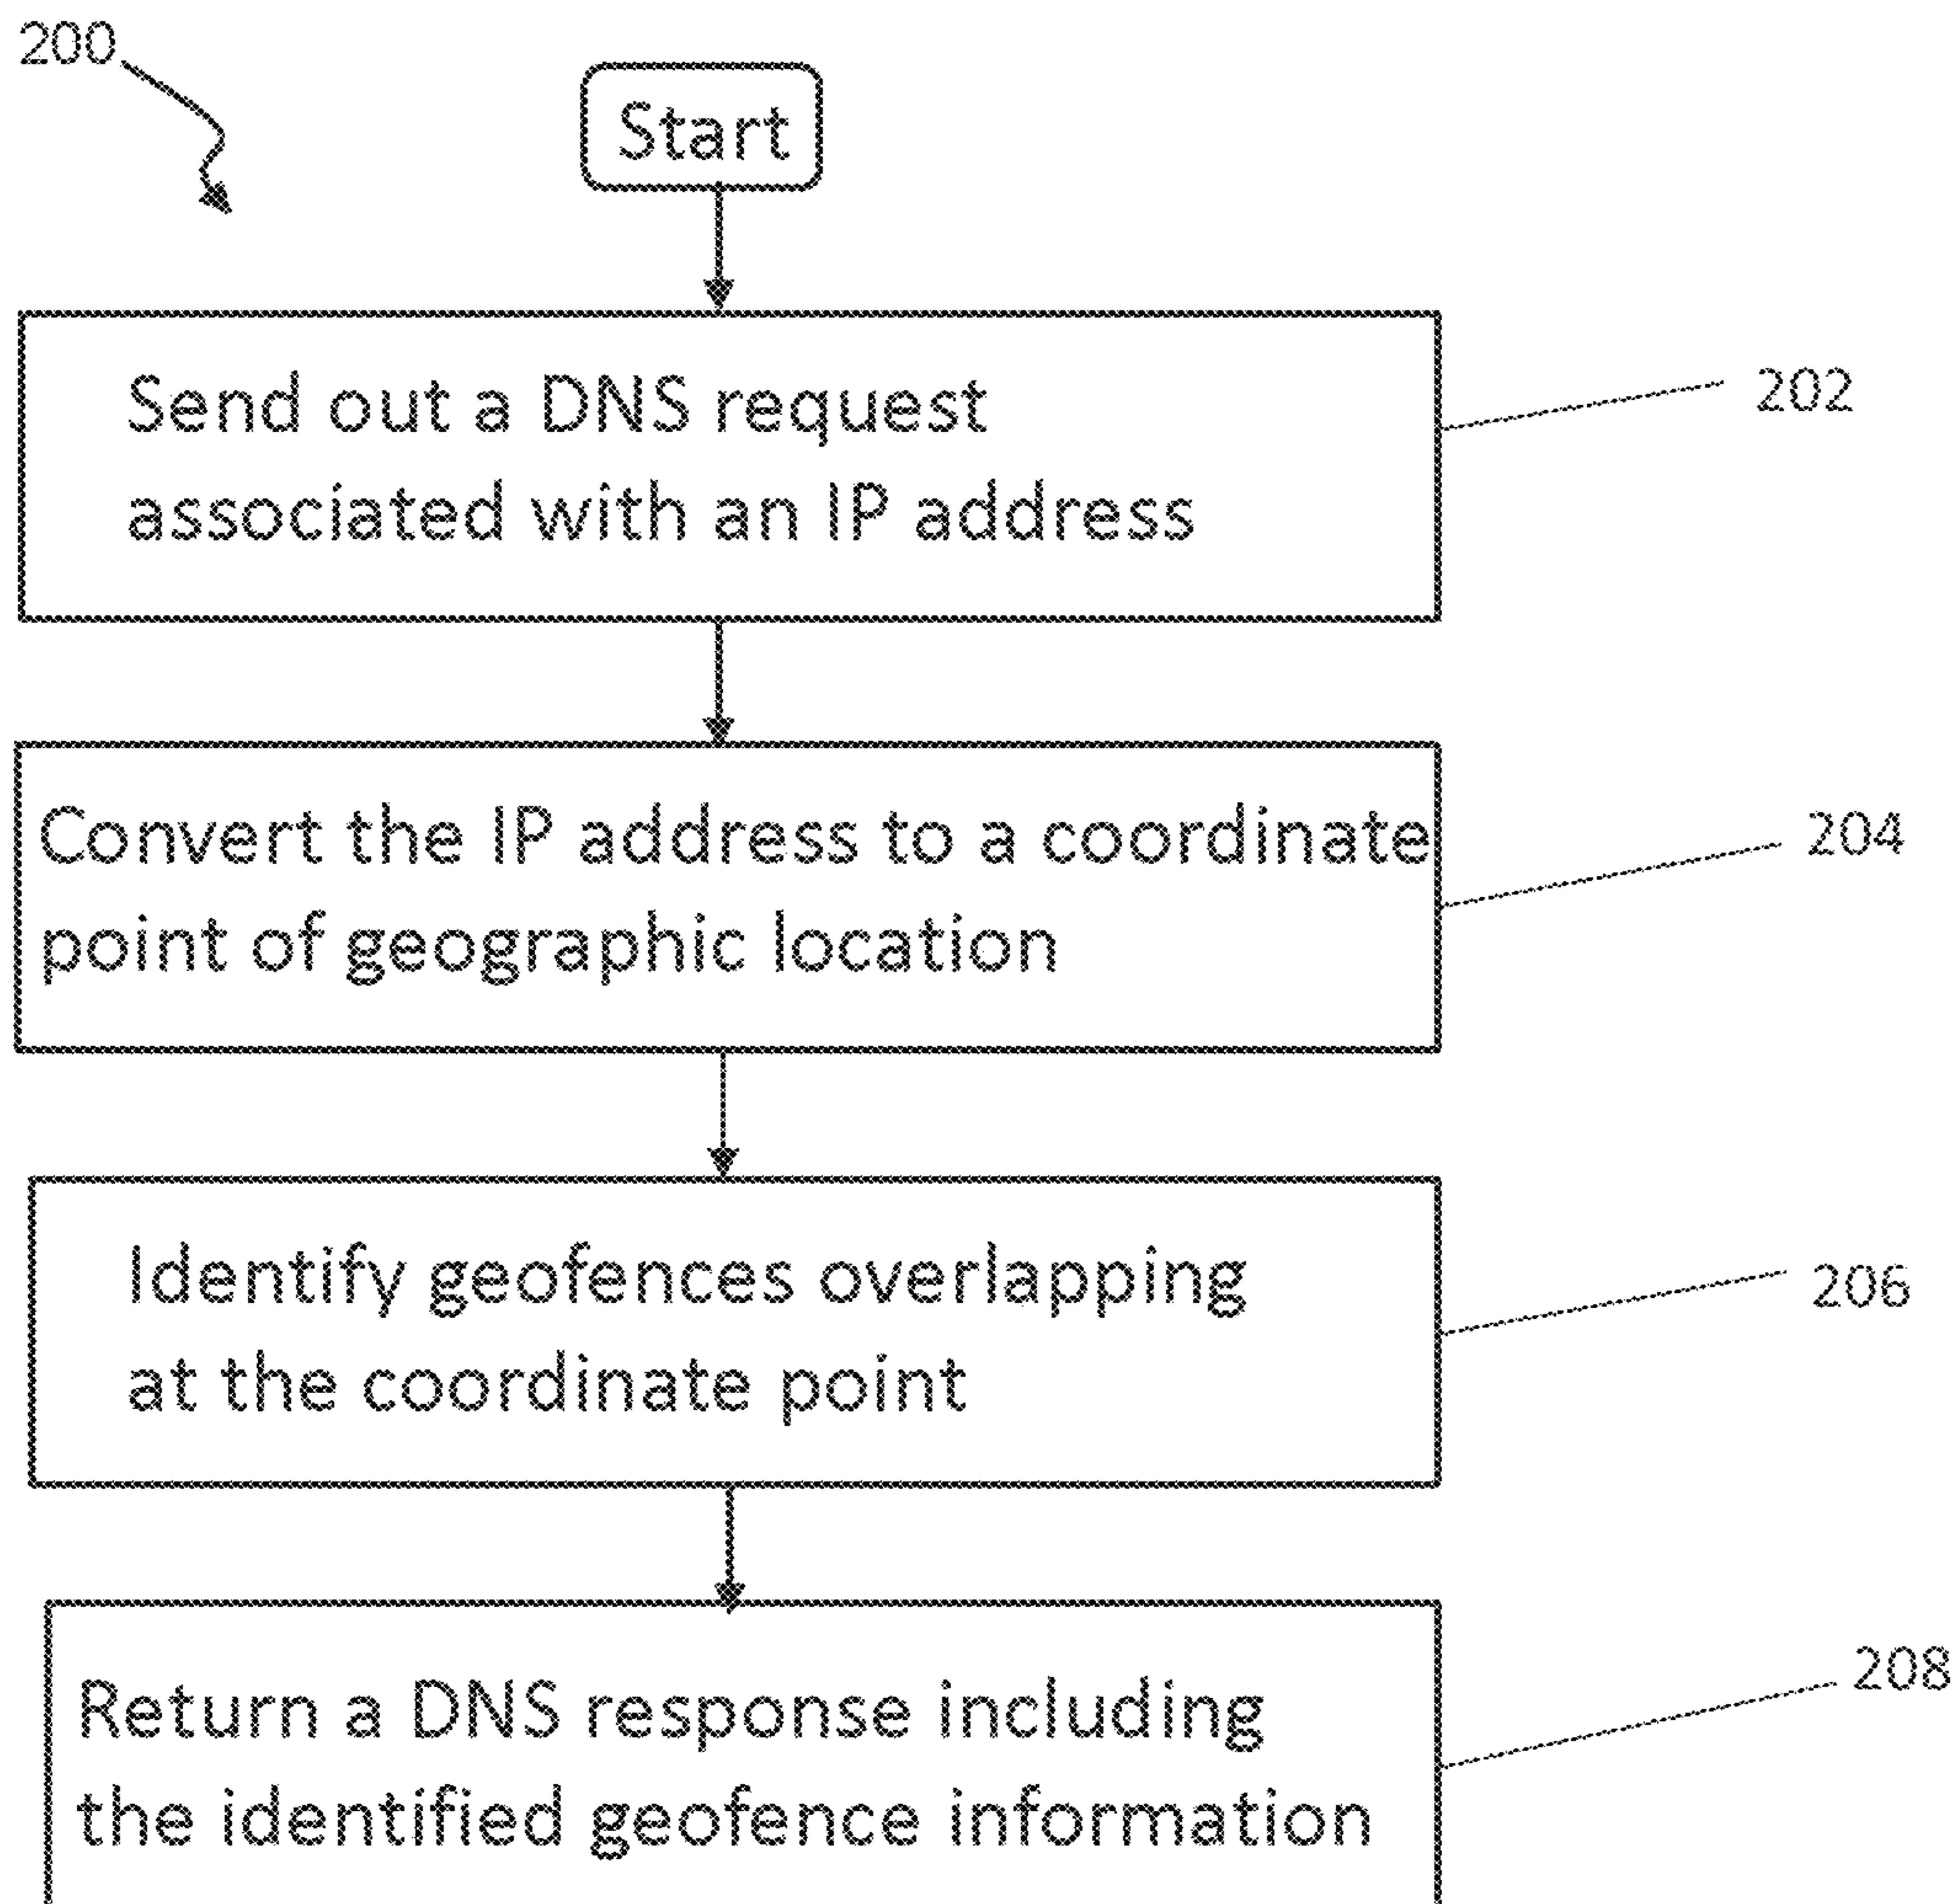 200
Start
Send out a DNS request
associated with an IP address
202
Convert the IP address to a coordinate
point of geographic location
204
Identify geofences overlapping
at the coordinate point
206
Return a DNS response including
the identified geofence information
208